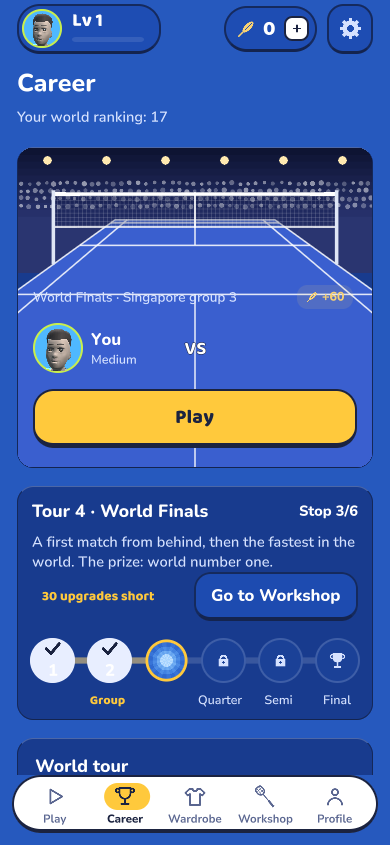 Lv 1
0
+
Career
Your world ranking: 17
World Finals · Singapore group 3
+60
You
Medium
VS
Play
Tour 4 · World Finals
Stop 3/6
A first match from behind, then the fastest in the
world. The prize: world number one.
30 upgrades short
Go to Workshop
1
2
Group
Quarter
Semi
Final
World tour
Play
Career
Wardrobe
Workshop
Profile